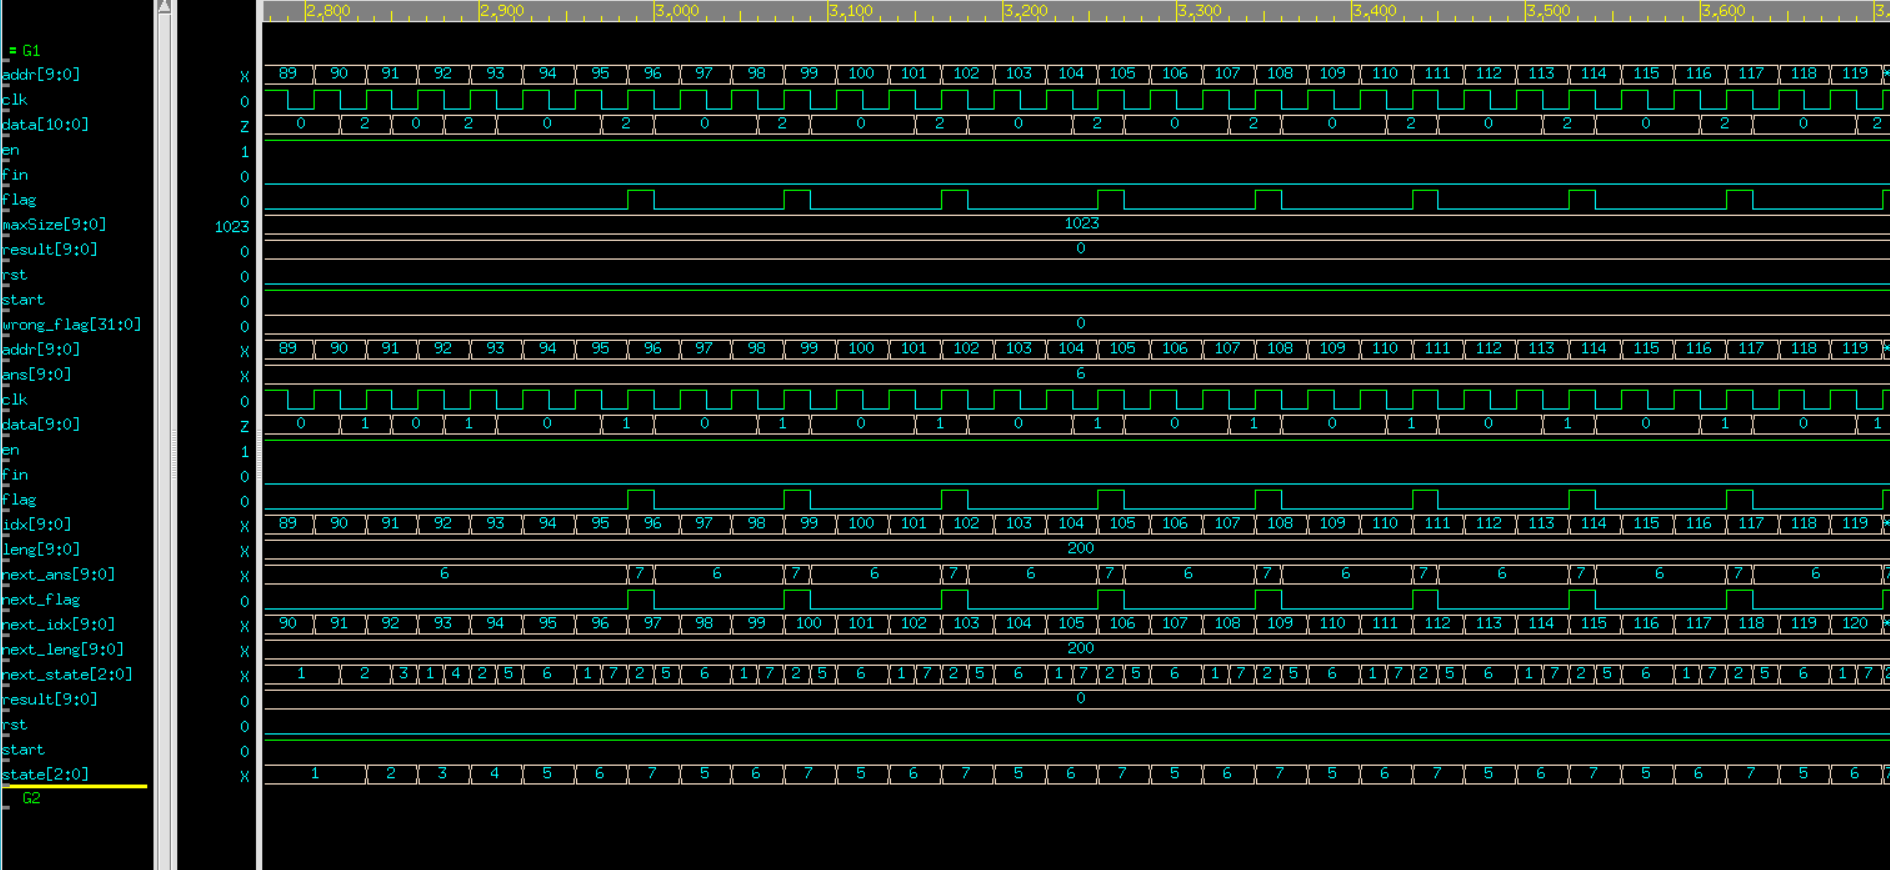 2,800 2,900 3,000 3,100 3,200 3,300 3,400 3,500 3,600 3,
= G1
addr[9:0] X 89 90 91 92 93 94 95 96 97 98 99 100 101 102 103 104 105 106 107 108 109 110 111 112 113 114 115 116 117 118 119 *
clk 0
data[10:0] Z 0 2 0 2 0 2 0 2 0 2 0 2 0 2 0 2 0 2 0 2 0 2
en 1
fin 0
flag 0
maxSize[9:0] 1023 1023
result[9:0] 0 0
rst 0
start 0
wrong_flag[31:0] 0 0
addr[9:0] X 89 90 91 92 93 94 95 96 97 98 99 100 101 102 103 104 105 106 107 108 109 110 111 112 113 114 115 116 117 118 119 *
ans[9:0] X 6
clk 0
data[9:0] Z 0 1 0 1 0 1 0 1 0 1 0 1 0 1 0 1 0 1 0 1 0 1
en 1
fin 0
flag 0
idx[9:0] X 89 90 91 92 93 94 95 96 97 98 99 100 101 102 103 104 105 106 107 108 109 110 111 112 113 114 115 116 117 118 119 *
leng[9:0] X 200
next_ans[9:0] X 6 7 6 7 6 7 6 7 6 7 6 7 6 7 6 7 6 7
next_flag 0
next_idx[9:0] X 90 91 92 93 94 95 96 97 98 99 100 101 102 103 104 105 106 107 108 109 110 111 112 113 114 115 116 117 118 119 120 *
next_leng[9:0] X 200
next_state[2:0] X 1 2 3 1 4 2 5 6 1 7 2 5 6 1 7 2 5 6 1 7 2 5 6 1 7 2 5 6 1 7 2 5 6 1 7 2 5 6 1 7 2 5 6 1 7 2 5 6 1 7 2
result[9:0] 0 0
rst 0
start 0
state[2:0] X 1 2 3 4 5 6 7 5 6 7 5 6 7 5 6 7 5 6 7 5 6 7 5 6 7 5 6 7 5 6 7
G2